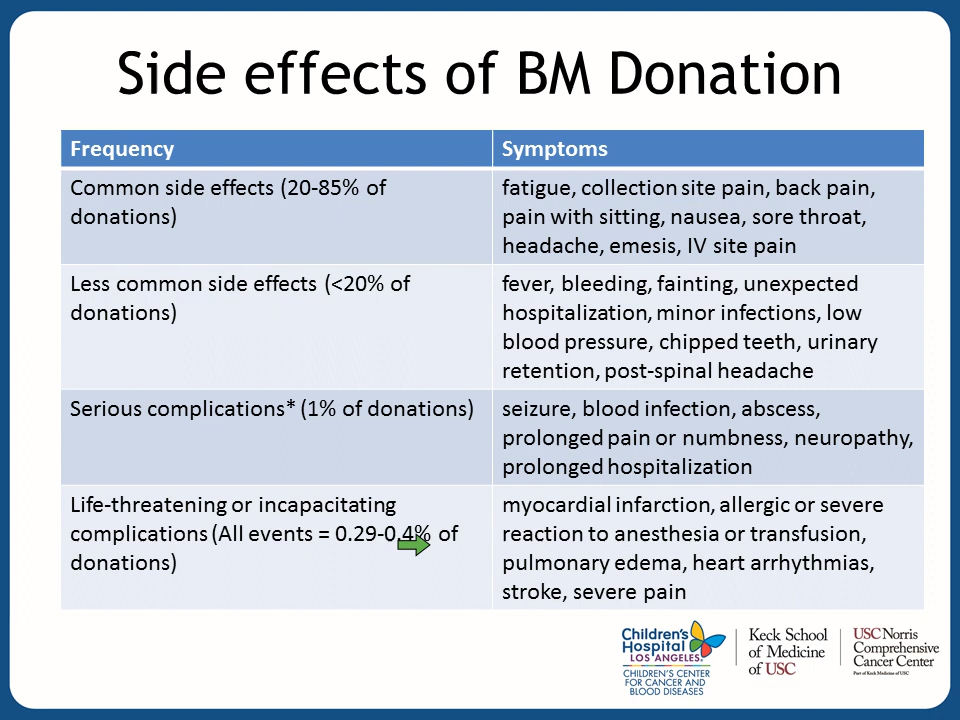 Side effects of BM Donation
Frequency
Symptoms
Common side effects (20-85% of
donations)
fatigue, collection site pain, back pain,
pain with sitting, nausea, sore throat,
headache, emesis, IV site pain
Less common side effects (<20% of
donations)
fever, bleeding, fainting, unexpected
hospitalization, minor infections, low
blood pressure, chipped teeth, urinary
retention, post-spinal headache
Serious complications* (1% of donations)
seizure, blood infection, abscess,
prolonged pain or numbness, neuropathy,
prolonged hospitalization
Life-threatening or incapacitating
complications (All events = 0.29-0.4% of
donations)
myocardial infarction, allergic or severe
reaction to anesthesia or transfusion,
pulmonary edema, heart arrhythmias,
stroke, severe pain
Children's
Hospital
LOS ANGELES®
CHILDREN'S CENTER
FOR CANCER AND
BLOOD DISEASES
Keck School
of Medicine
of USC
USC Norris
Comprehensive
Cancer Center
Part of Keck Medicine of USC